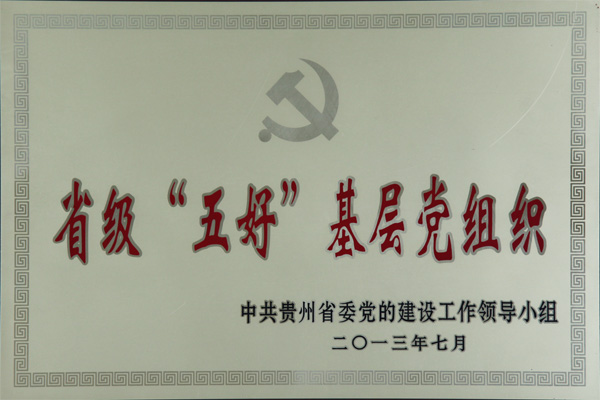 省级“五好”基层党组织
中共贵州省委党的建设工作领导小组
二〇一三年七月